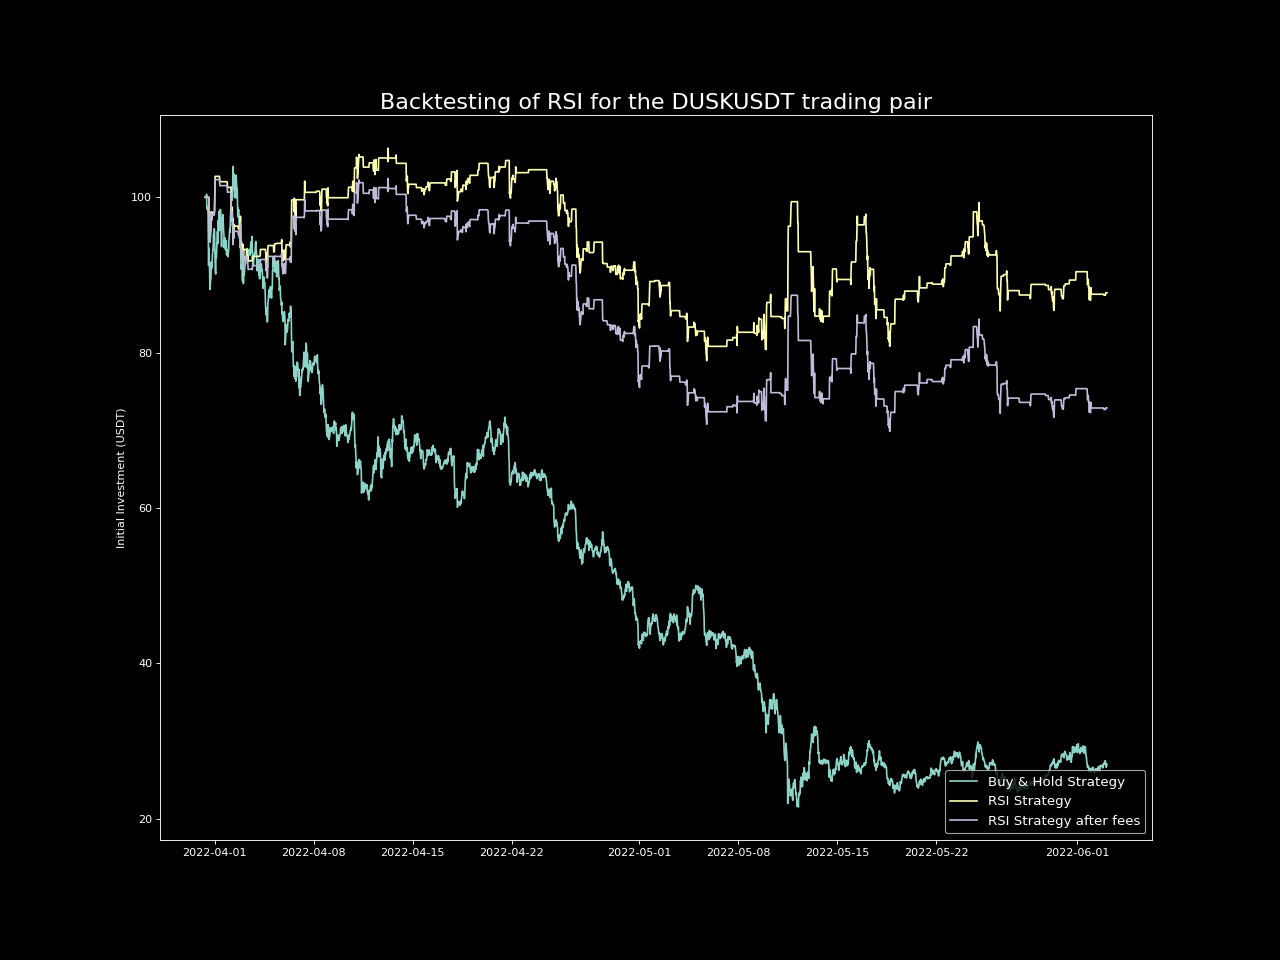 Backtesting of RSI for the DUSKUSDT trading pair
Initial Investment (USDT)
100
80
60
40
20
2022-04-01 2022-04-08 2022-04-15 2022-04-22 2022-05-01 2022-05-08 2022-05-15 2022-05-22 2022-06-01
Buy & Hold Strategy
RSI Strategy
RSI Strategy after fees